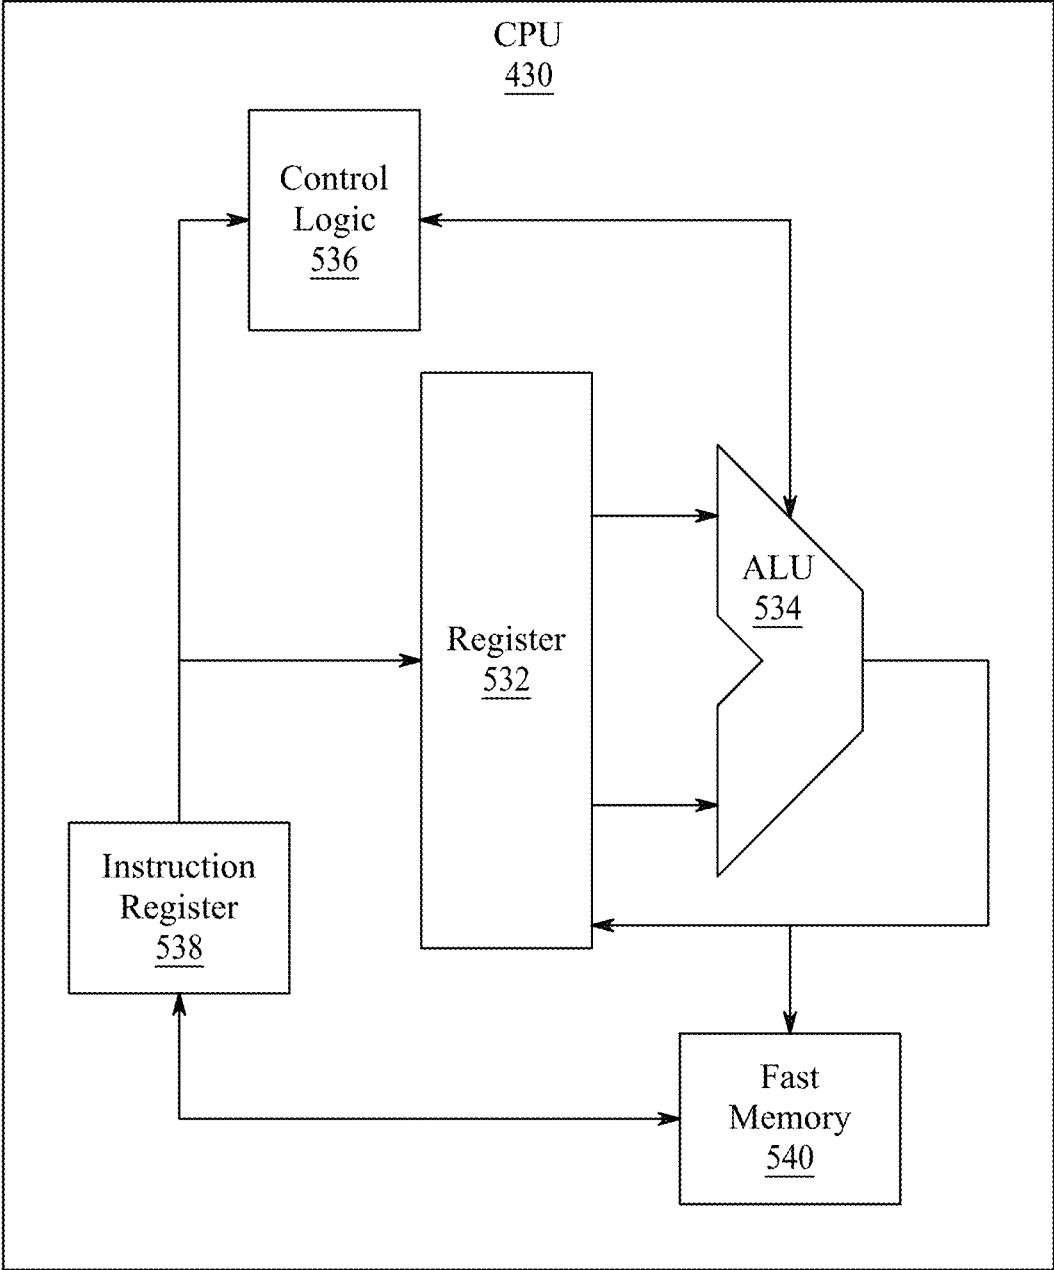 CPU
430
Control
Logic
536
ALU
534
Register
532
Instruction
Register
538
Fast
Memory
540